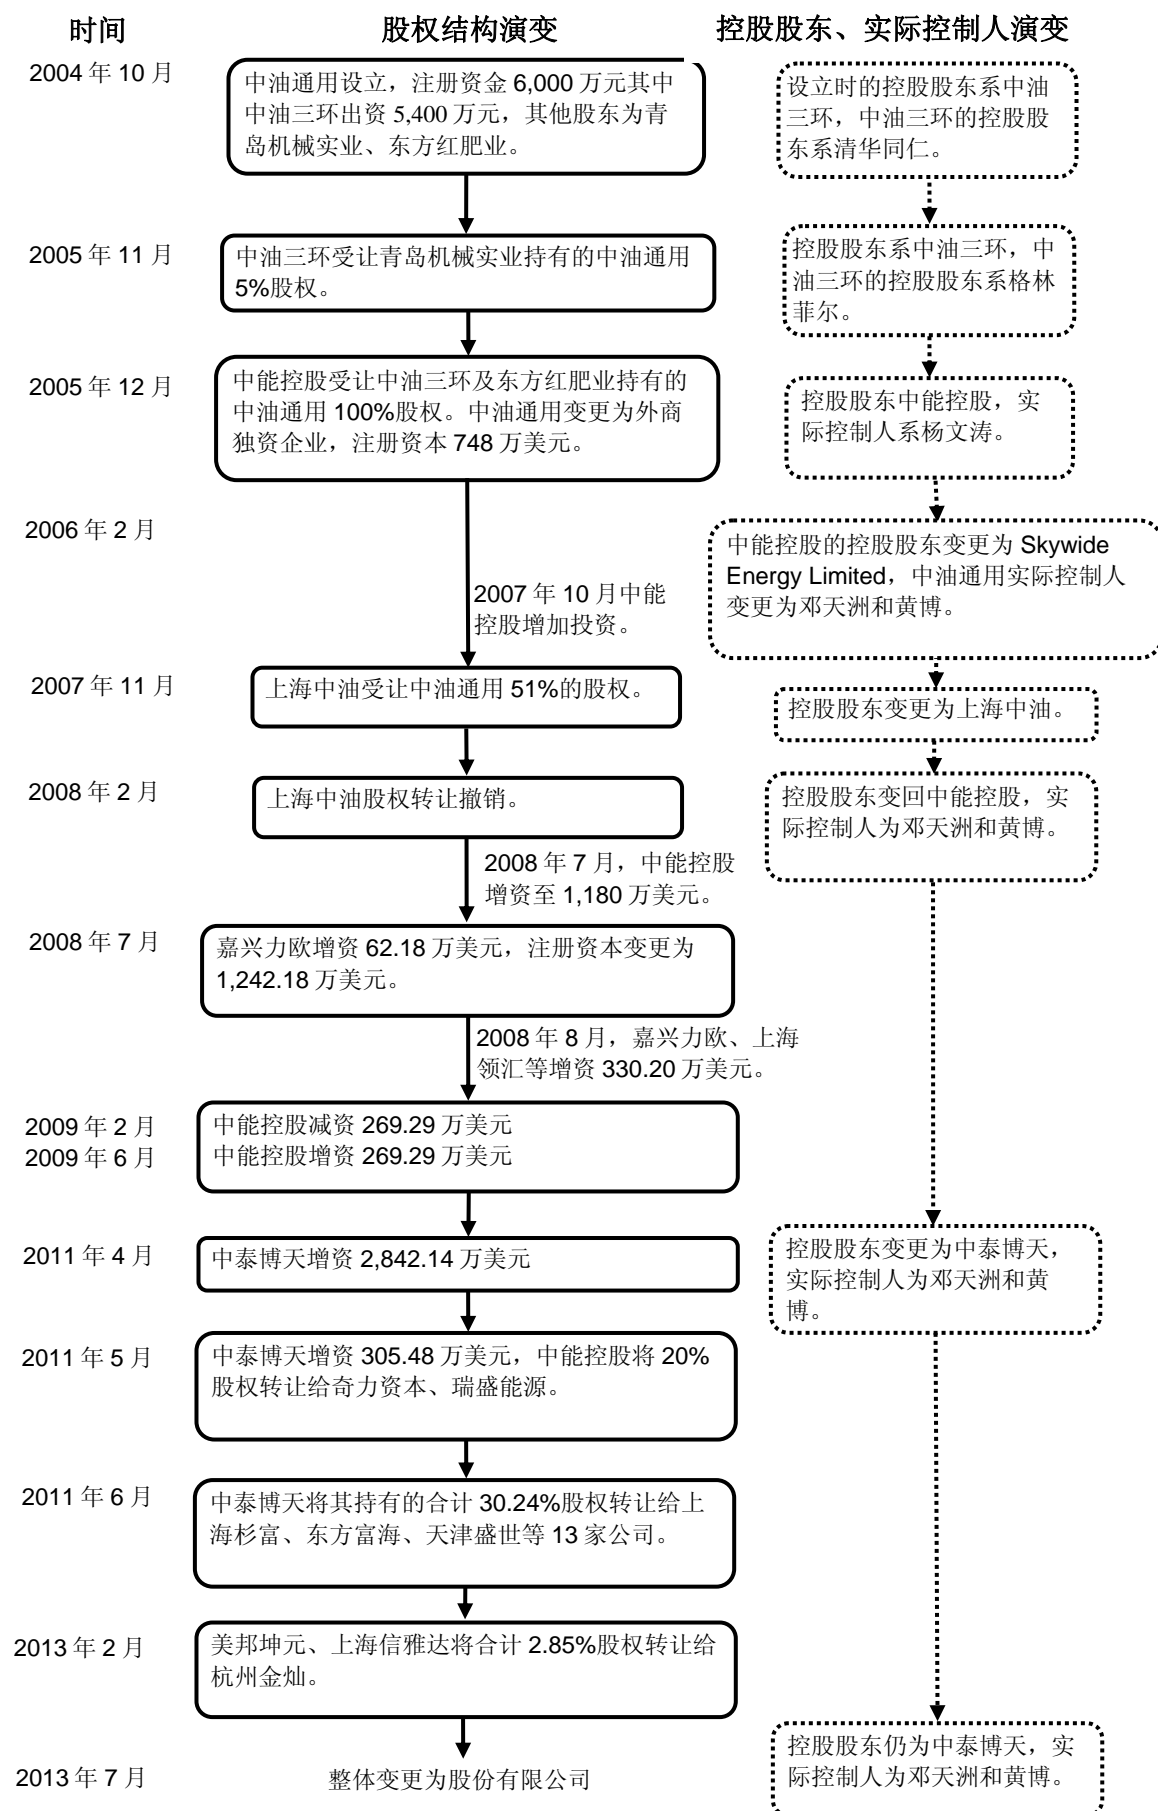 时间
股权结构演变
控股股东、实际控制人演变
2004 年 10 月
中油通用设立，注册资金 6,000 万元其中
中油三环出资 5,400 万元，其他股东为青
岛机械实业、东方红肥业。
设立时的控股股东系中油
三环，中油三环的控股股
东系清华同仁。
2005 年 11 月
中油三环受让青岛机械实业持有的中油通用
5%股权。
控股股东系中油三环，中
油三环的控股股东系格林
菲尔。
2005 年 12 月
中能控股受让中油三环及东方红肥业持有的
中油通用 100%股权。中油通用变更为外商
独资企业，注册资本 748 万美元。
控股股东中能控股，实
际控制人系杨文涛。
2006 年 2 月
中能控股的控股股东变更为 Skywide
Energy Limited，中油通用实际控制人
变更为邓天洲和黄博。
2007 年 10 月中能
控股增加投资。
2007 年 11 月
上海中油受让中油通用 51%的股权。
控股股东变更为上海中油。
2008 年 2 月
上海中油股权转让撤销。
控股股东变回中能控股，实
际控制人为邓天洲和黄博。
2008 年 7 月，中能控股
增资至 1,180 万美元。
2008 年 7 月
嘉兴力欧增资 62.18 万美元，注册资本变更为
1,242.18 万美元。
2008 年 8 月，嘉兴力欧、上海
领汇等增资 330.20 万美元。
2009 年 2 月
中能控股减资 269.29 万美元
2009 年 6 月
中能控股增资 269.29 万美元
2011 年 4 月
中泰博天增资 2,842.14 万美元
控股股东变更为中泰博天，
实际控制人为邓天洲和黄
博。
2011 年 5 月
中泰博天增资 305.48 万美元，中能控股将 20%
股权转让给奇力资本、瑞盛能源。
2011 年 6 月
中泰博天将其持有的合计 30.24%股权转让给上
海杉富、东方富海、天津盛世等 13 家公司。
2013 年 2 月
美邦坤元、上海信雅达将合计 2.85%股权转让给
杭州金灿。
2013 年 7 月
整体变更为股份有限公司
控股股东仍为中泰博天，实
际控制人为邓天洲和黄博。